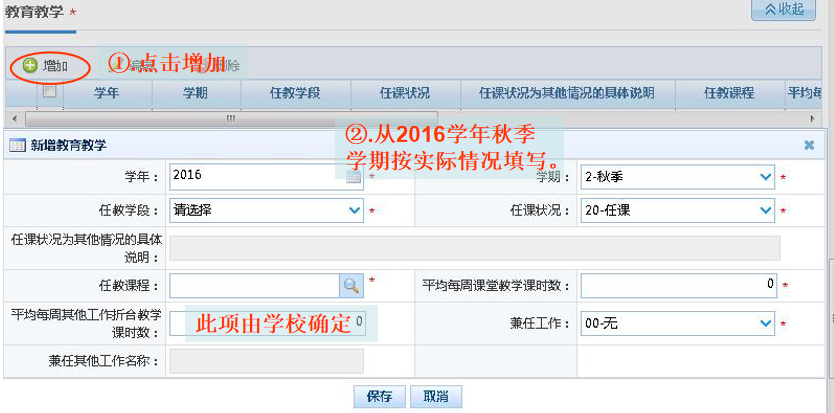 教育教学 *
收起
增加
①.点击增加
除
学年 学期 任教学段 任课状况 任课状况为其他情况的具体说明 任教课程 平均每
②.从2016学年秋季
学期按实际情况填写。
新增教育教学
学年： 2016 * 学期： 2-秋季 *
任教学段： 请选择 * 任课状况： 20-任课 *
任课状况为其他情况的具体
说明：
任教课程： * 平均每周课堂教学课时数： 0 *
平均每周其他工作折合教学
课时数： 此项由学校确定 0 兼任工作： 00-无 *
兼任其他工作名称：
保存 取消